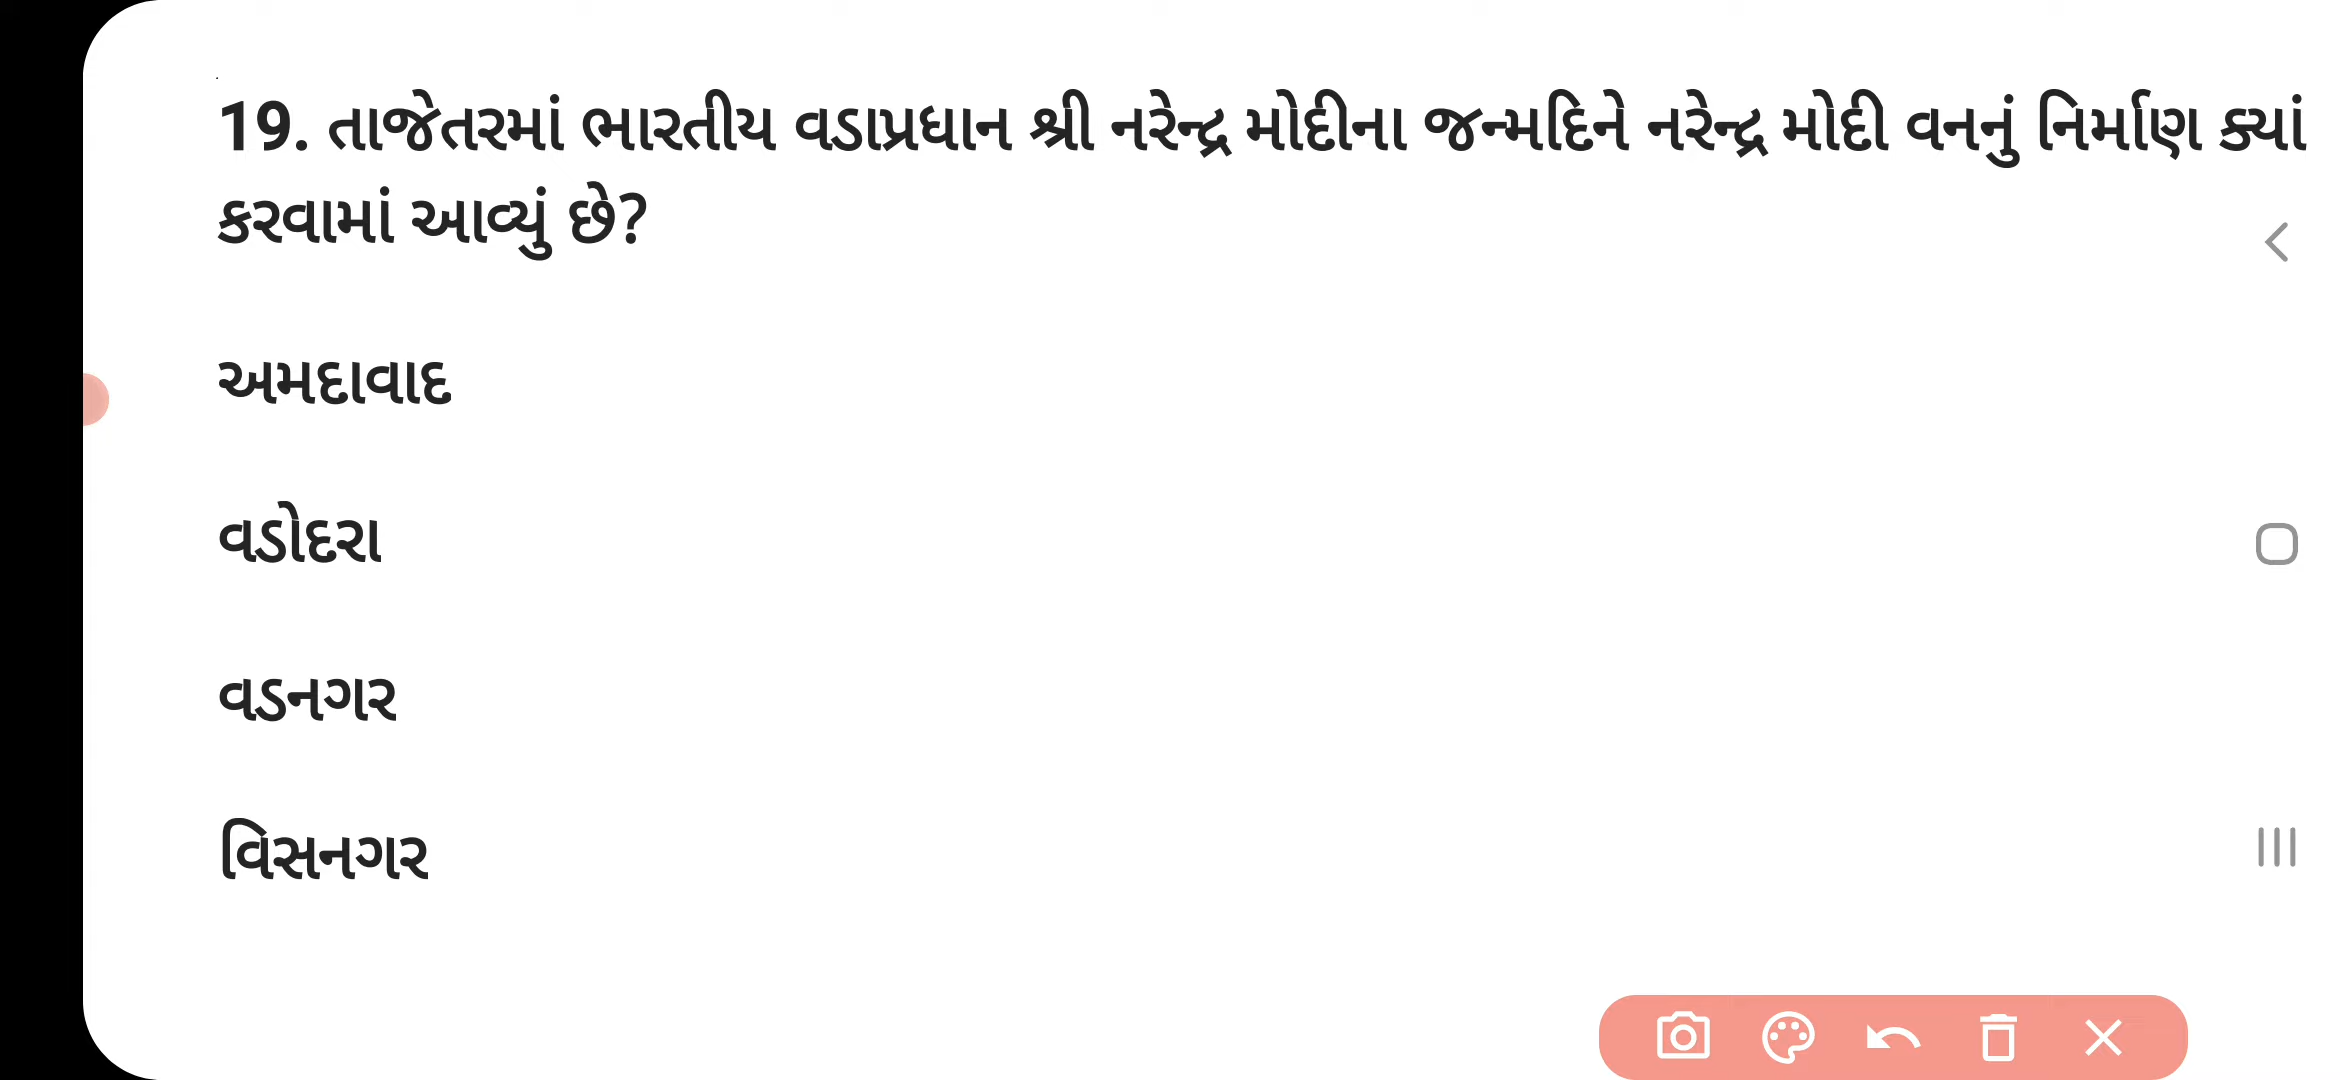 19. તાજેતરમાં ભારતીય વડાપ્રધાન શ્રી નરેન્દ્ર મોદીના જન્મદિને નરેન્દ્ર મોદી વનનું નિર્માણ ક્યાં
કરવામાં આવ્યું છે?
અમદાવાદ
વડોદરા
વડનગર
વિસનગર